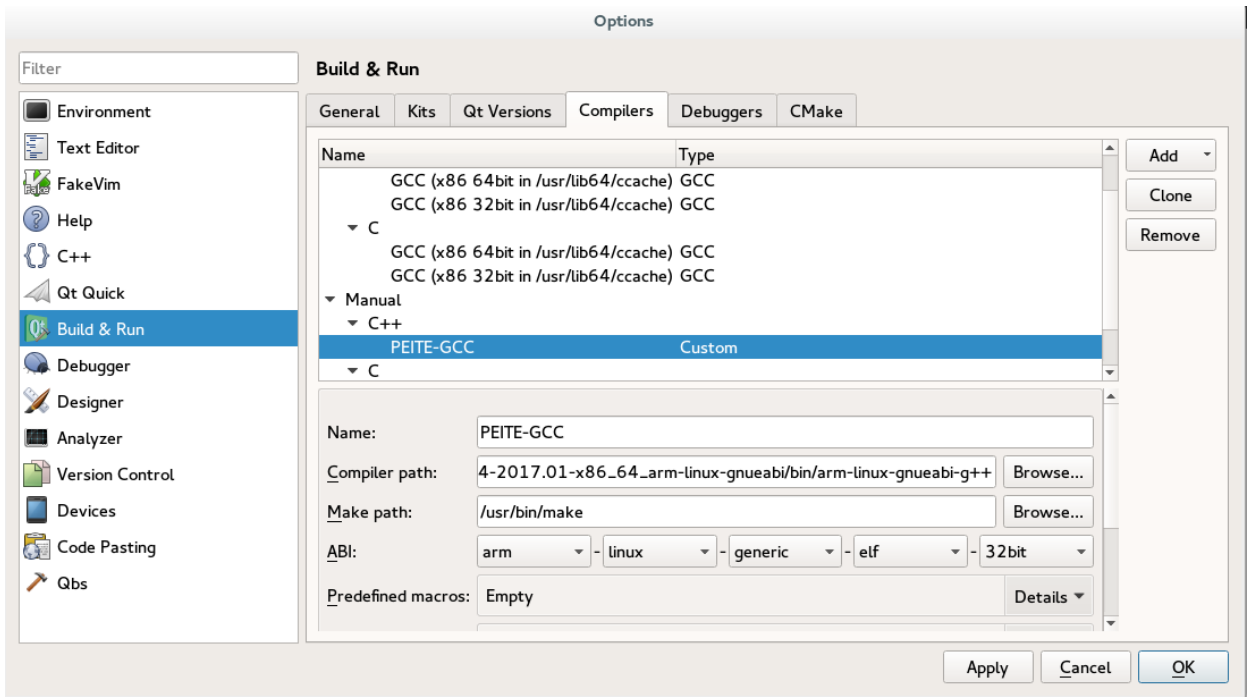 Options
Filter
Environment
Text Editor
FakeVim
Help
C++
Qt Quick
Build & Run
Debugger
Designer
Analyzer
Version Control
Devices
Code Pasting
Qbs
Build & Run
General Kits Qt Versions Compilers Debuggers CMake
Name Type
GCC (x86 64bit in /usr/lib64/ccache) GCC
GCC (x86 32bit in /usr/lib64/ccache) GCC
C
GCC (x86 64bit in /usr/lib64/ccache) GCC
GCC (x86 32bit in /usr/lib64/ccache) GCC
Manual
C++
PEITE-GCC Custom
C
Add
Clone
Remove
Name: PEITE-GCC
Compiler path: 4-2017.01-x86_64_arm-linux-gnueabi/bin/arm-linux-gnueabi-g++ Browse...
Make path: /usr/bin/make Browse...
ABI: arm - linux - generic - elf - 32bit
Predefined macros: Empty Details
Apply Cancel OK